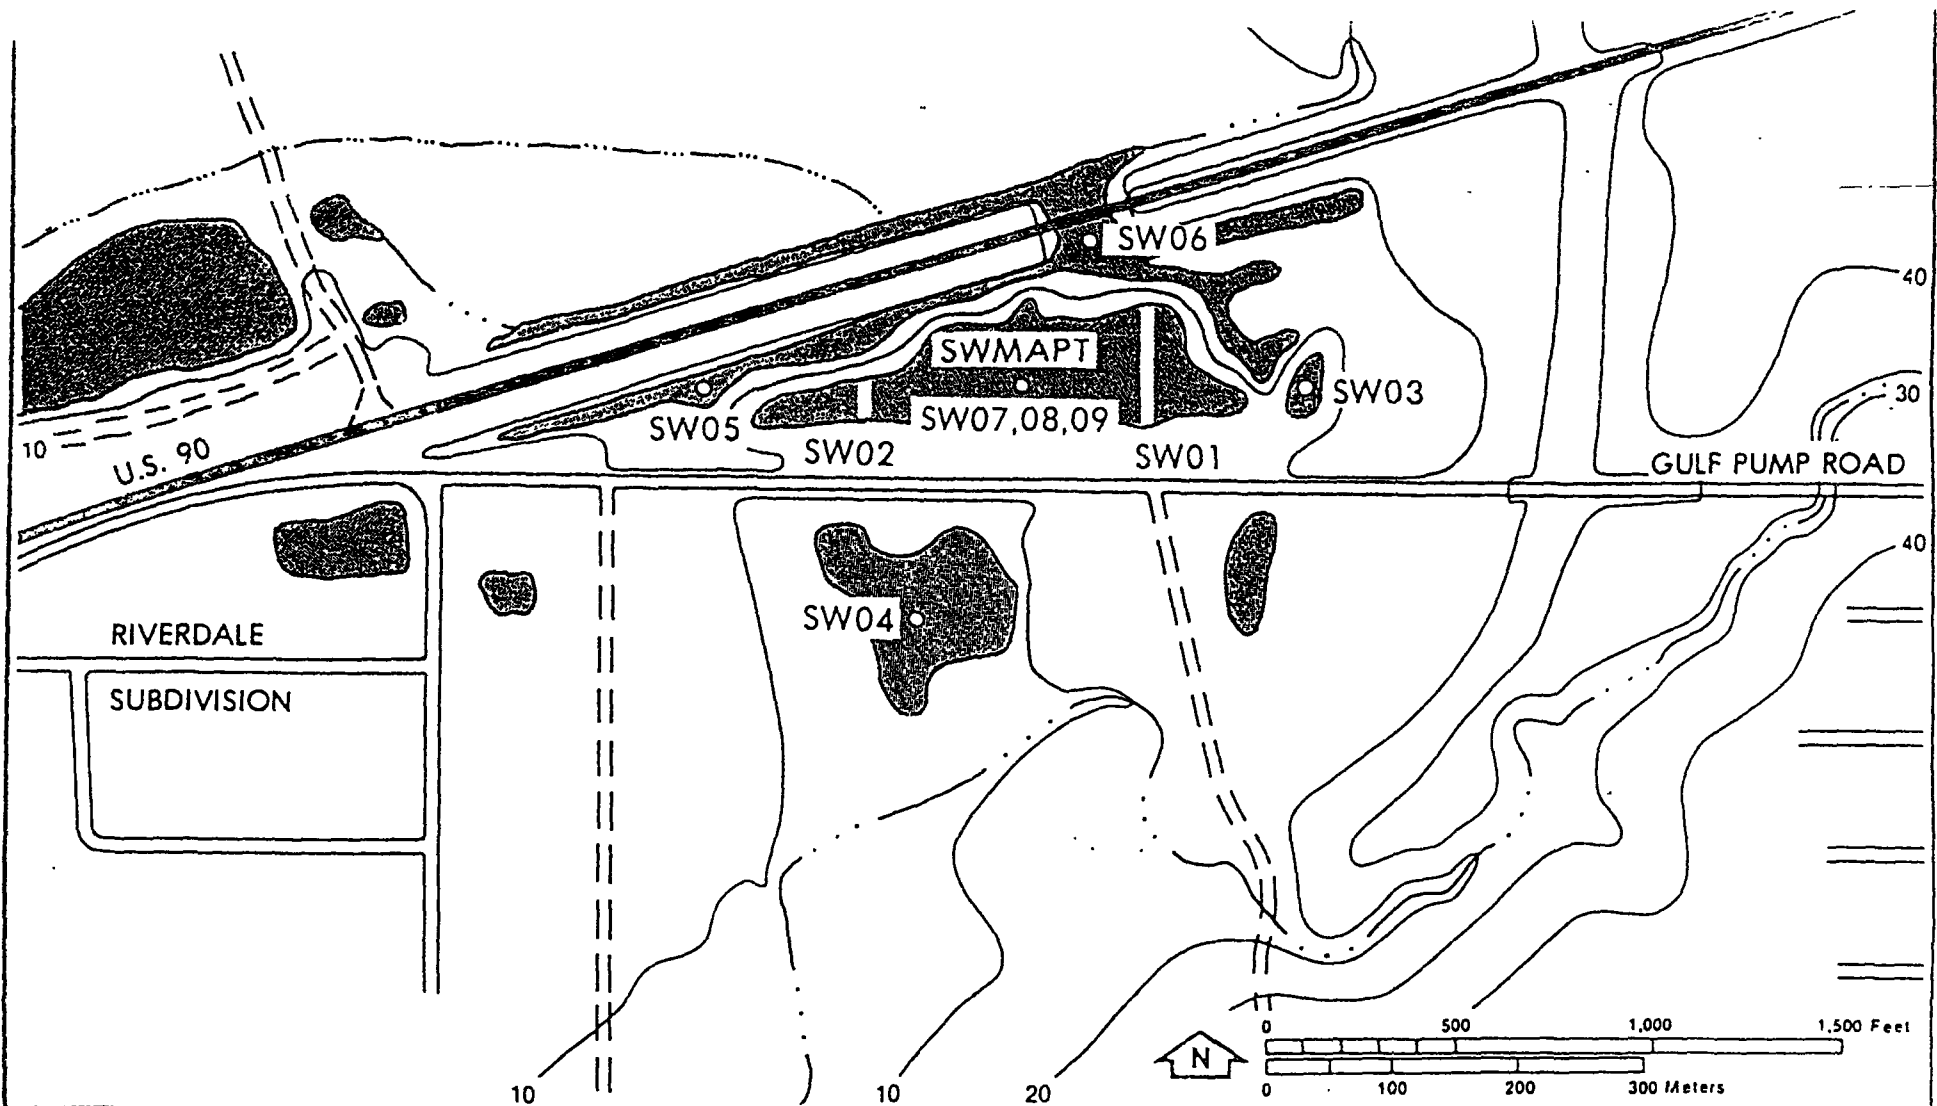 SW06
40
SWMAPT
SW03
30
SW07,08,09
SW05
10
U.S. 90
SW02
SW01
GULF PUMP ROAD
40
SW04
RIVERDALE
SUBDIVISION
0 500 1,000 1,500 Feet
N
0 100 200 300 Meters
10 10 20